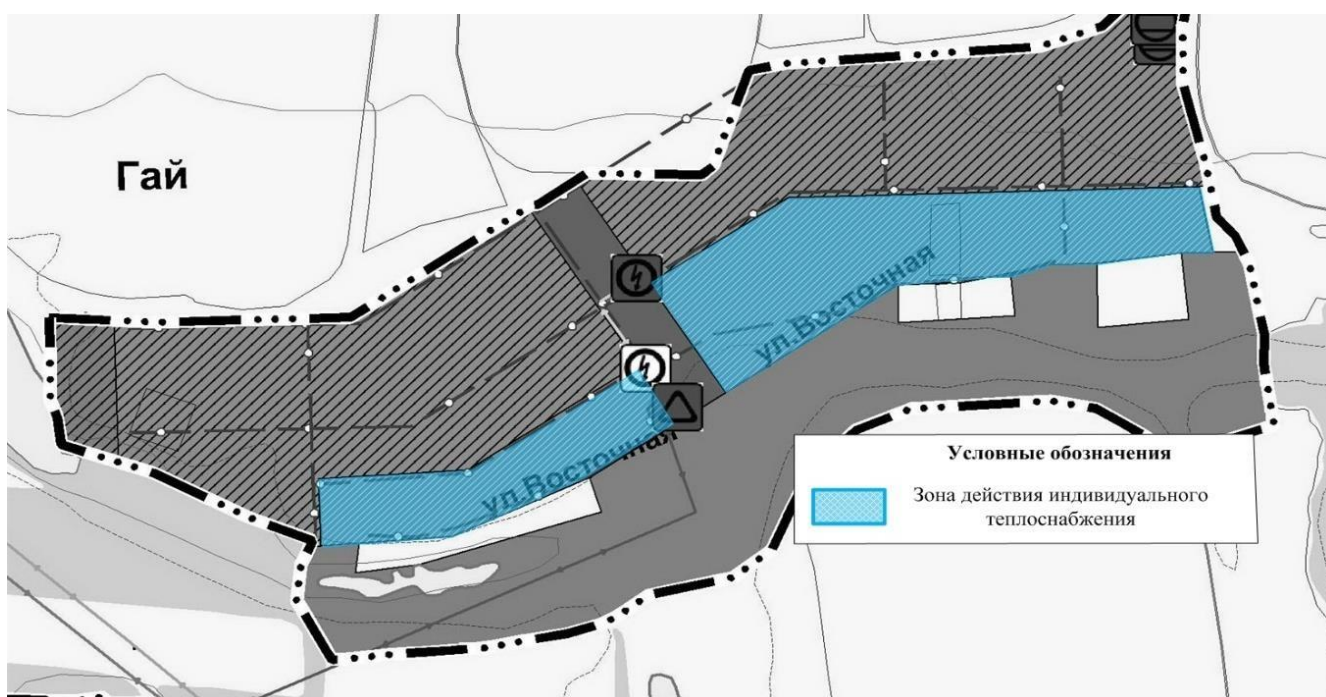 Гай
ул.Восточная
ул.Восточная
Условные обозначения
Зона действия индивидуального
теплоснабжения